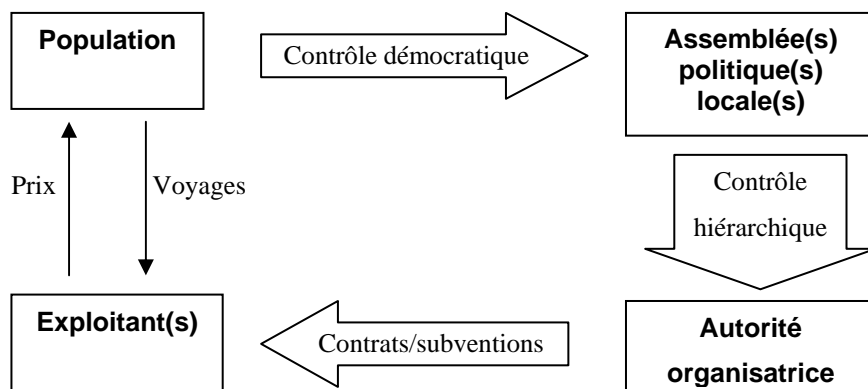 Population
Contrôle démocratique
Assemblée(s)
politique(s)
locale(s)
Prix
Voyages
Contrôle
hiérarchique
Exploitant(s)
Contrats/subventions
Autorité
organisatrice